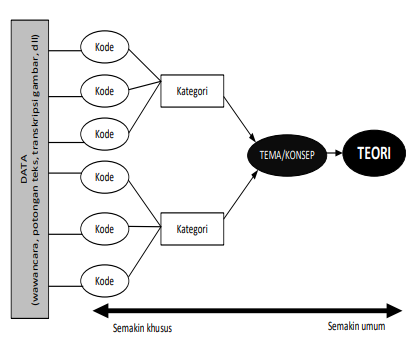 DATA
(wawancara, potongan teks, transkripsi gambar, dll)
Kode
Kode
Kode
Kode
Kode
Kode
Kategori
Kategori
TEMA/KONSEP
TEORI
Semakin khusus
Semakin umum